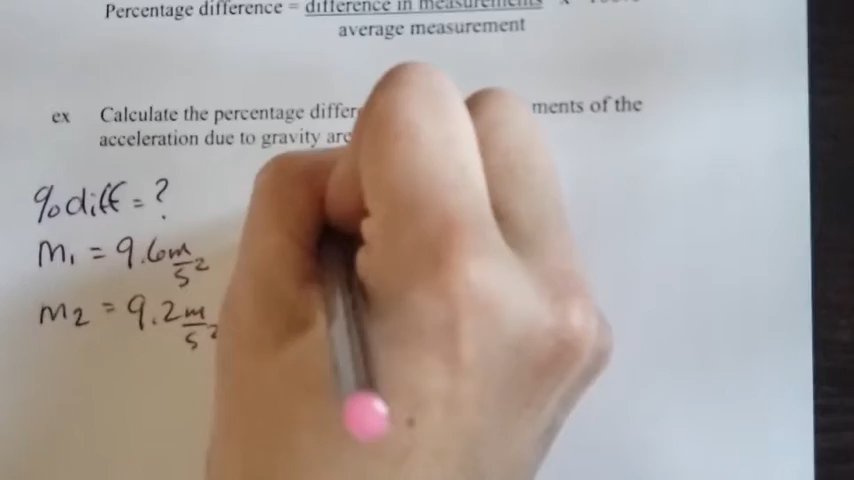 Percentage difference = difference in measurements x
average measurement
ex Calculate the percentage ments of the
acceleration due to gravity are
% diff = ?
m₁ = 9.6 m/s²
m₂ = 9.2 m/s²